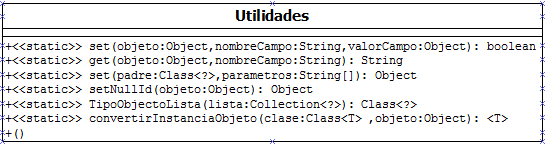 Utilidades
+<<static>> set(objeto:Object,nombreCampo:String,valorCampo:Object): boolean
+<<static>> get(objeto:Object,nombreCampo:String): String
+<<static>> set(padre:Class<?>,parametros:String[]): Object
+<<static>> setNullId(objeto:Object): Object
+<<static>> TipoObjectoLista(lista:Collection<?>): Class<?>
+<<static>> convertirInstanciaObjeto(clase:Class<T> ,objeto:Object): <T>
+()